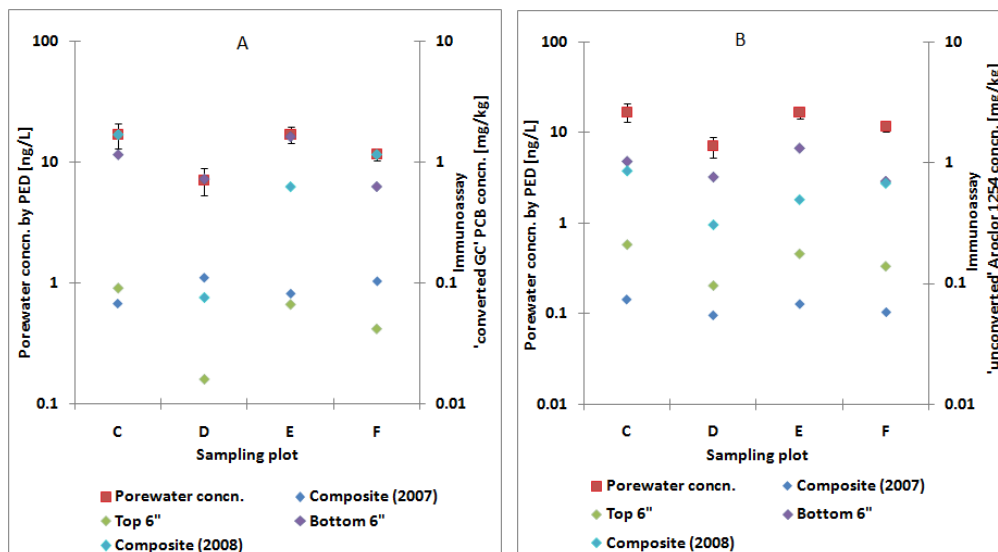 A
100
10
1
0.1
Porewater concn. by PED [ng/L]
10
1
0.1
0.01
Immunoassay
'converted GC' PCB concn. [mg/kg]
C D E F
Sampling plot
Porewater concn.
Composite (2007)
Top 6"
Bottom 6"
Composite (2008)
B
100
10
1
0.1
0.01
Porewater concn. by PED [ng/L]
10
1
0.1
0.01
Immunoassay
'unconverted' Aroclor 1254 concn. [mg/kg]
C D E F
Sampling plot
Porewater concn.
Composite (2007)
Top 6"
Bottom 6"
Composite (2008)